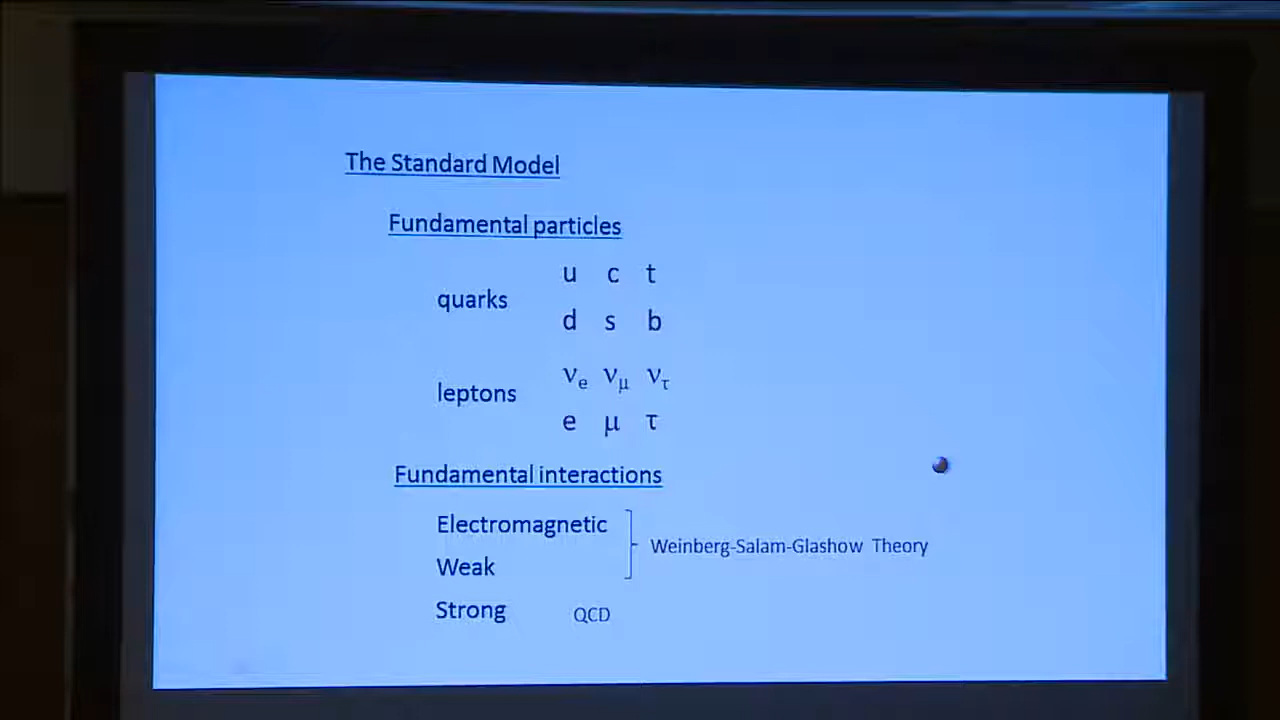 The Standard Model
Fundamental particles
u c t
quarks
d s b
νe νμ ντ
leptons
e μ τ
Fundamental interactions
Electromagnetic
Weinberg-Salam-Glashow Theory
Weak
Strong QCD